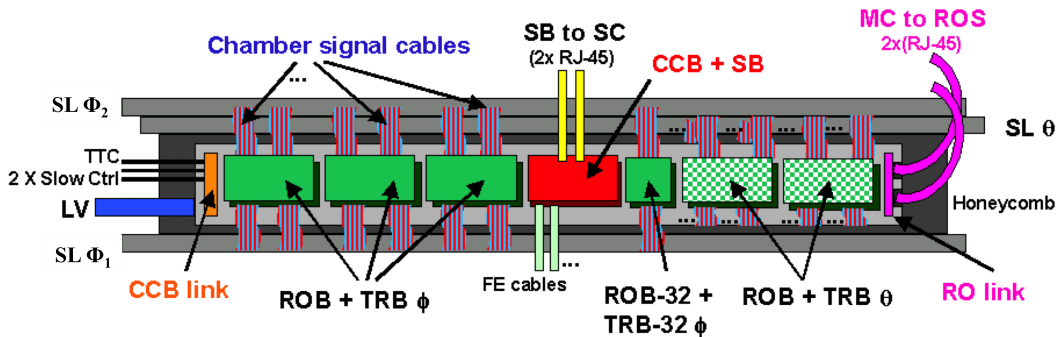 Chamber signal cables
...
SB to SC
(2x RJ-45)
CCB + SB
MC to ROS
2x(RJ-45)
SL Φ2
SL θ
TTC
2 X Slow Ctrl
LV
Honeycomb
SL Φ1
CCB link
ROB + TRB ϕ
FE cables
...
ROB-32 +
TRB-32 ϕ
ROB + TRB θ
RO link